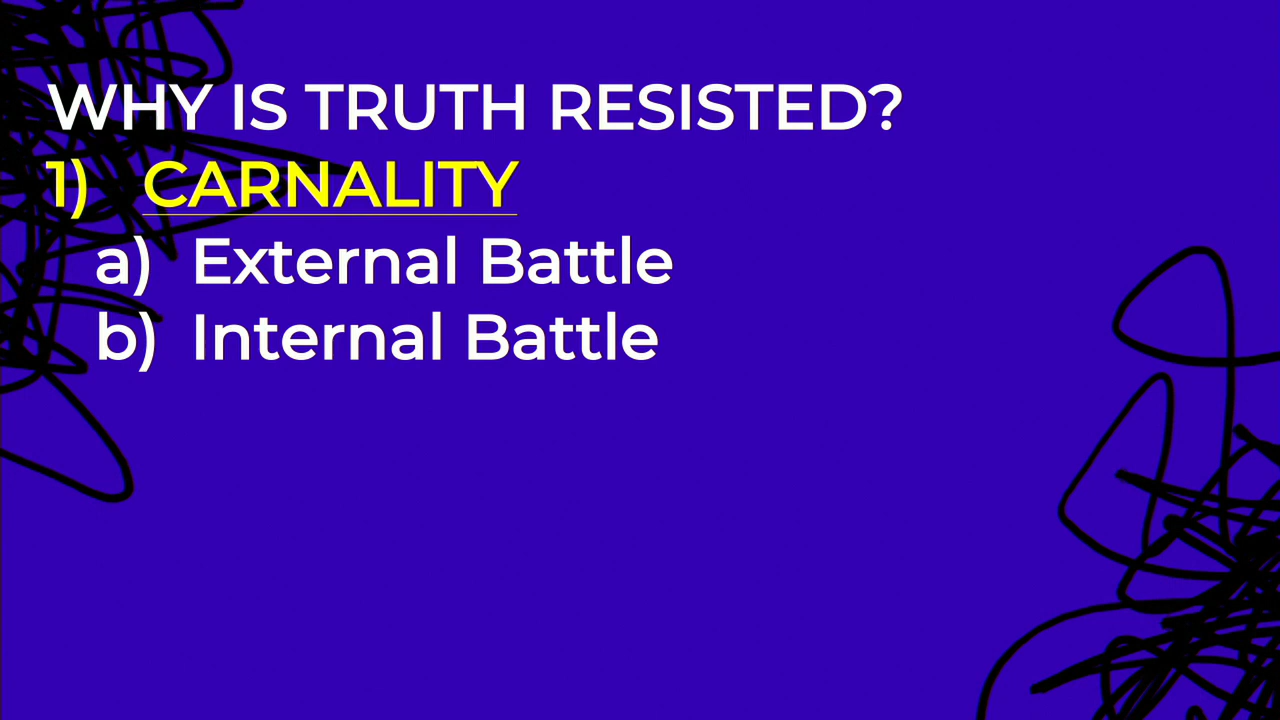 WHY IS TRUTH RESISTED?
1) CARNALITY
a) External Battle
b) Internal Battle